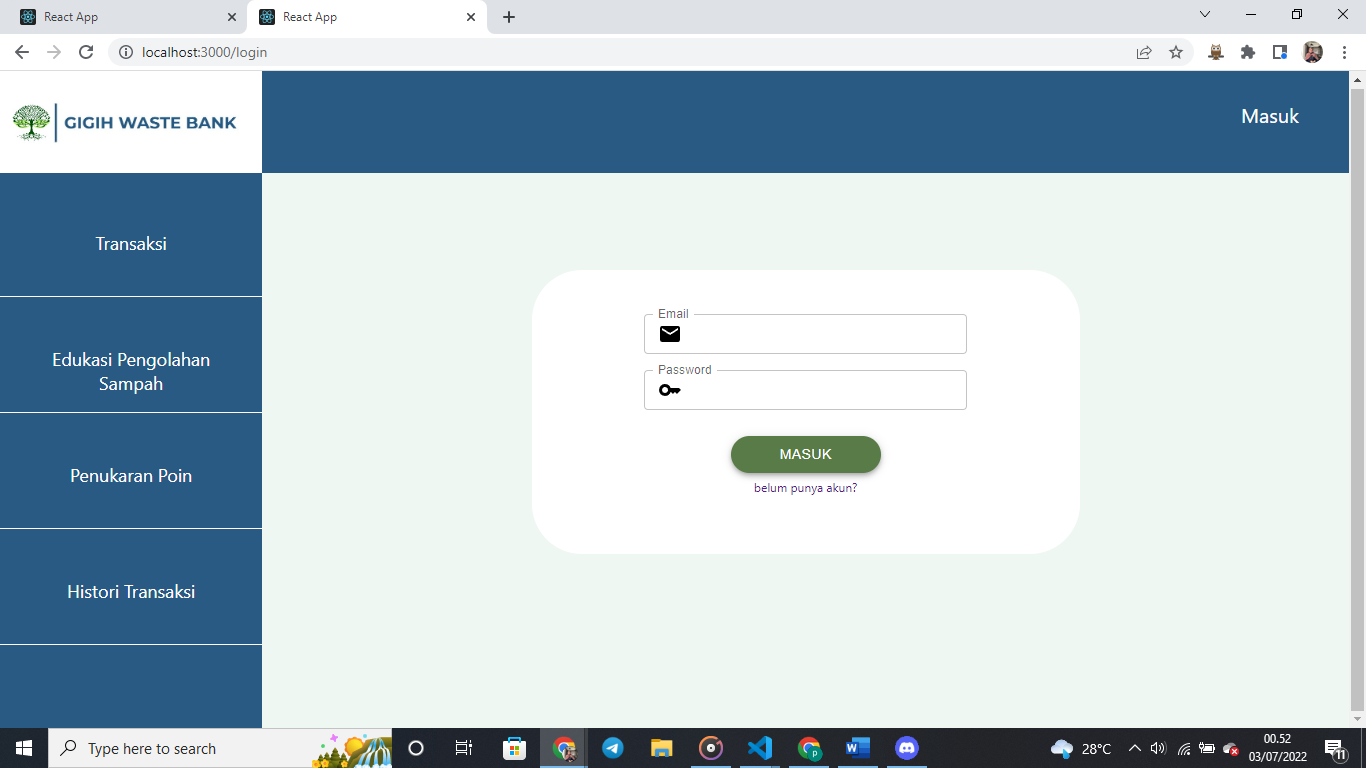 React App
React App
localhost:3000/login
GIGIH WASTE BANK
Masuk
Transaksi
Edukasi Pengolahan
Sampah
Penukaran Poin
Histori Transaksi
Email
Password
MASUK
belum punya akun?
Type here to search
28°C
00.52
03/07/2022
11